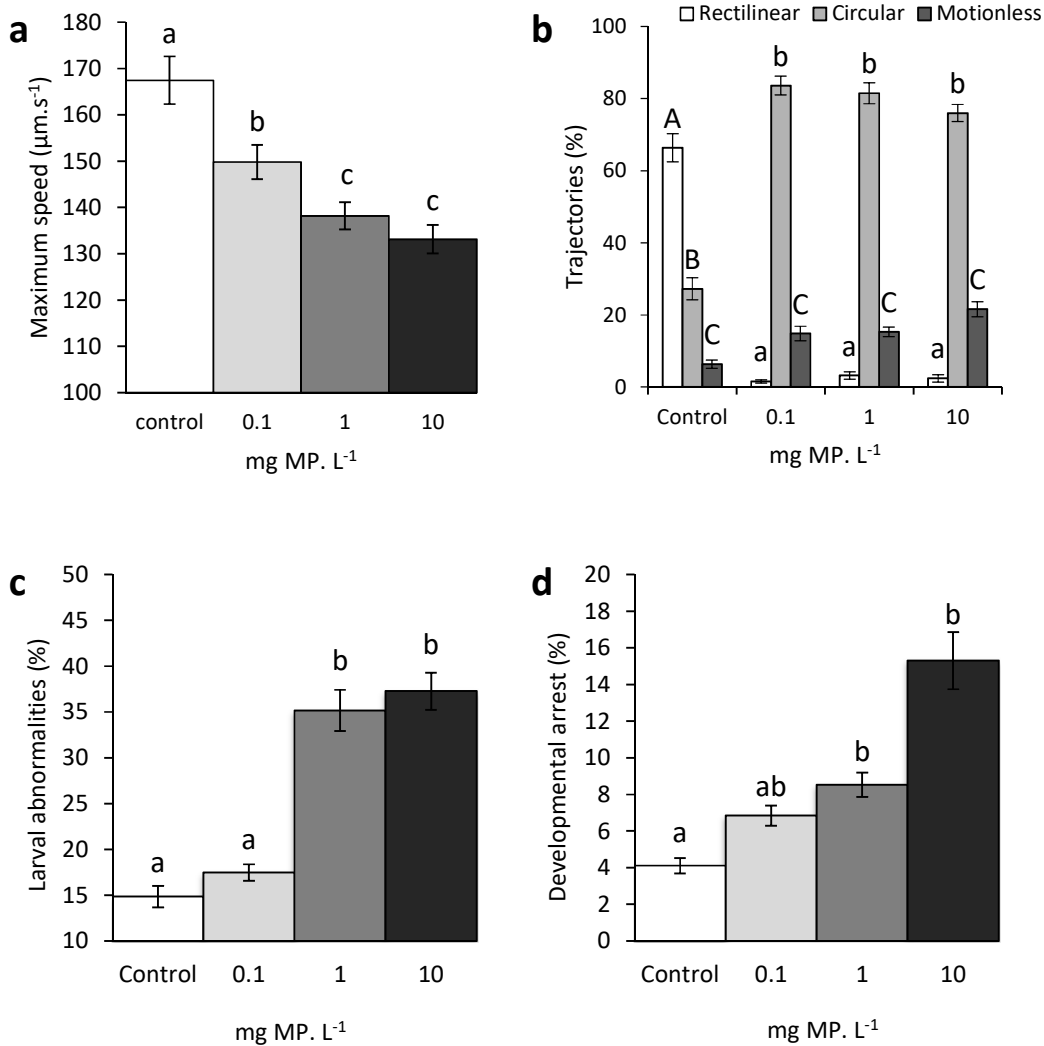 a
Maximum speed (µm.s-1)
180
170
160
150
140
130
120
110
100
a
b
c
c
control 0.1 1 10
mg MP. L-1
b
Rectilinear Circular Motionless
Trajectories (%)
100
80
60
40
20
0
A
B
C
a
b
C
a
b
C
a
b
C
Control 0.1 1 10
mg MP. L-1
c
Larval abnormalities (%)
50
45
40
35
30
25
20
15
10
a
a
b
b
Control 0.1 1 10
mg MP. L-1
d
Developmental arrest (%)
20
18
16
14
12
10
8
6
4
2
0
a
ab
b
b
Control 0.1 1 10
mg MP. L-1